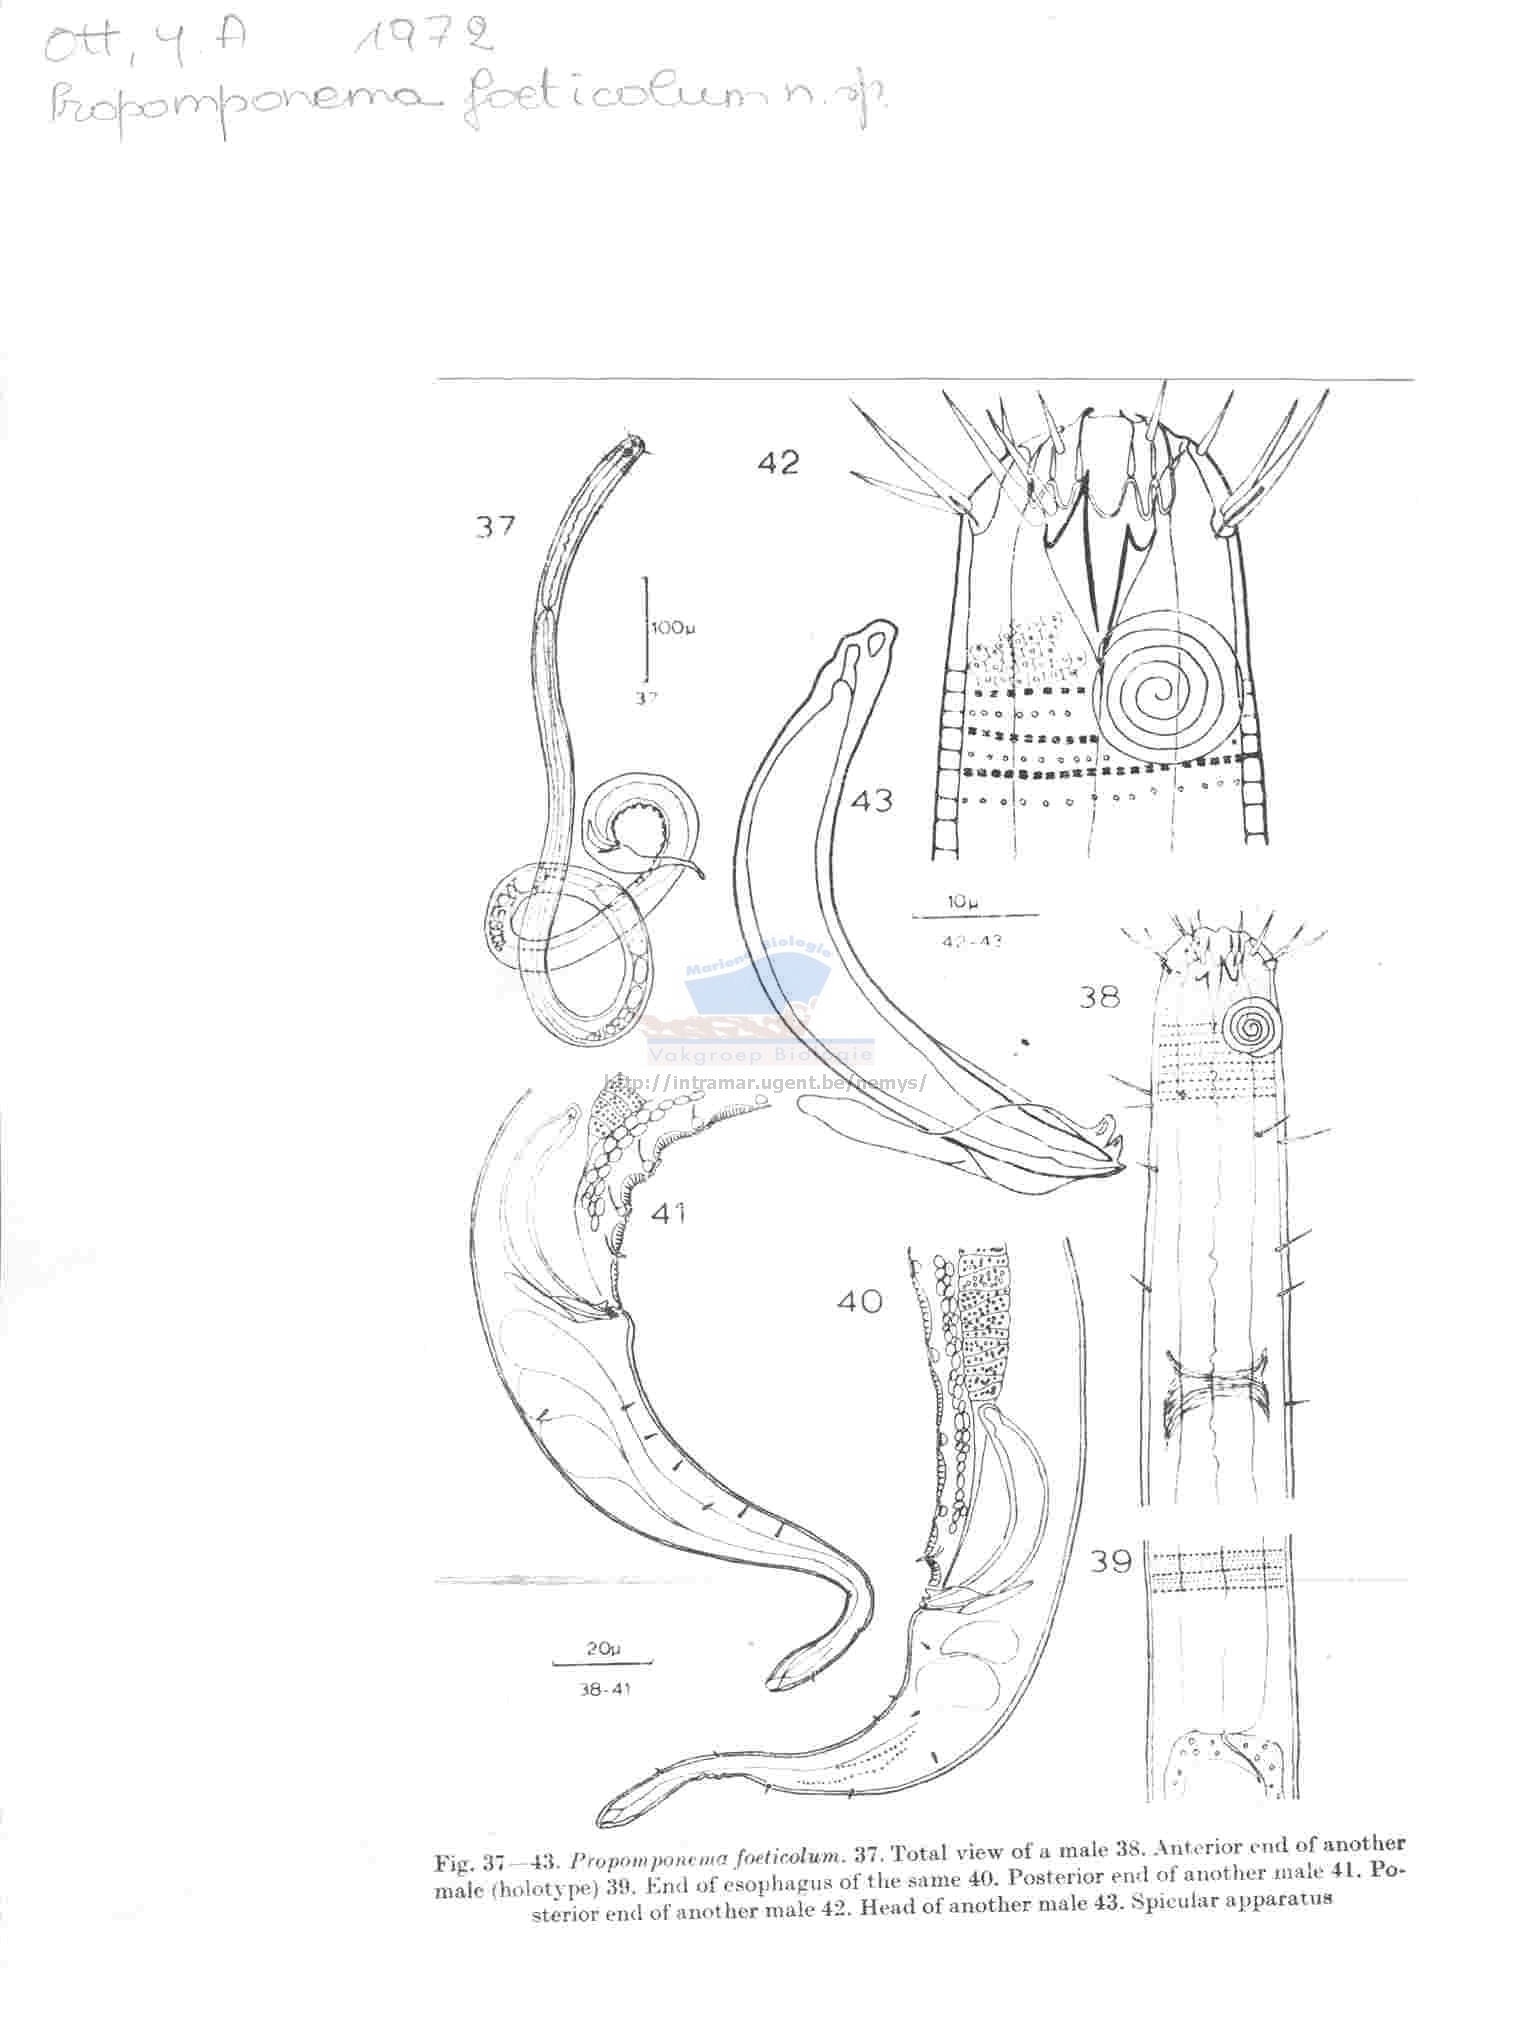 Ott, Y. A 1972
Propomponema foeticolum n. sp.
42
37
100µ
37
43
10µ
42-43
38
Mariene Biologie
Vakgroep Biologie
http://intramar.ugent.be/nemys/
41
40
39
20µ
38-41
Fig. 37—43. Propomponema foeticolum. 37. Total view of a male 38. Anterior end of another
male (holotype) 39. End of esophagus of the same 40. Posterior end of another male 41. Po-
sterior end of another male 42. Head of another male 43. Spicular apparatus